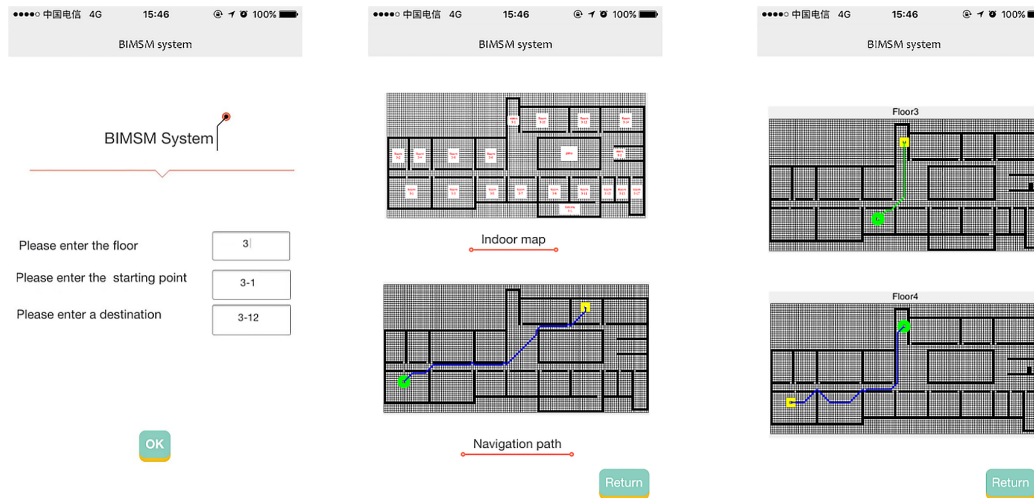 中国电信 4G 15:46 100%
BIMSM system
BIMSM System
Please enter the floor 3
Please enter the starting point 3-1
Please enter a destination 3-12
OK
中国电信 4G 15:46 100%
BIMSM system
Indoor map
Navigation path
Return
中国电信 4G 15:46 100%
BIMSM system
Floor3
Floor4
Return